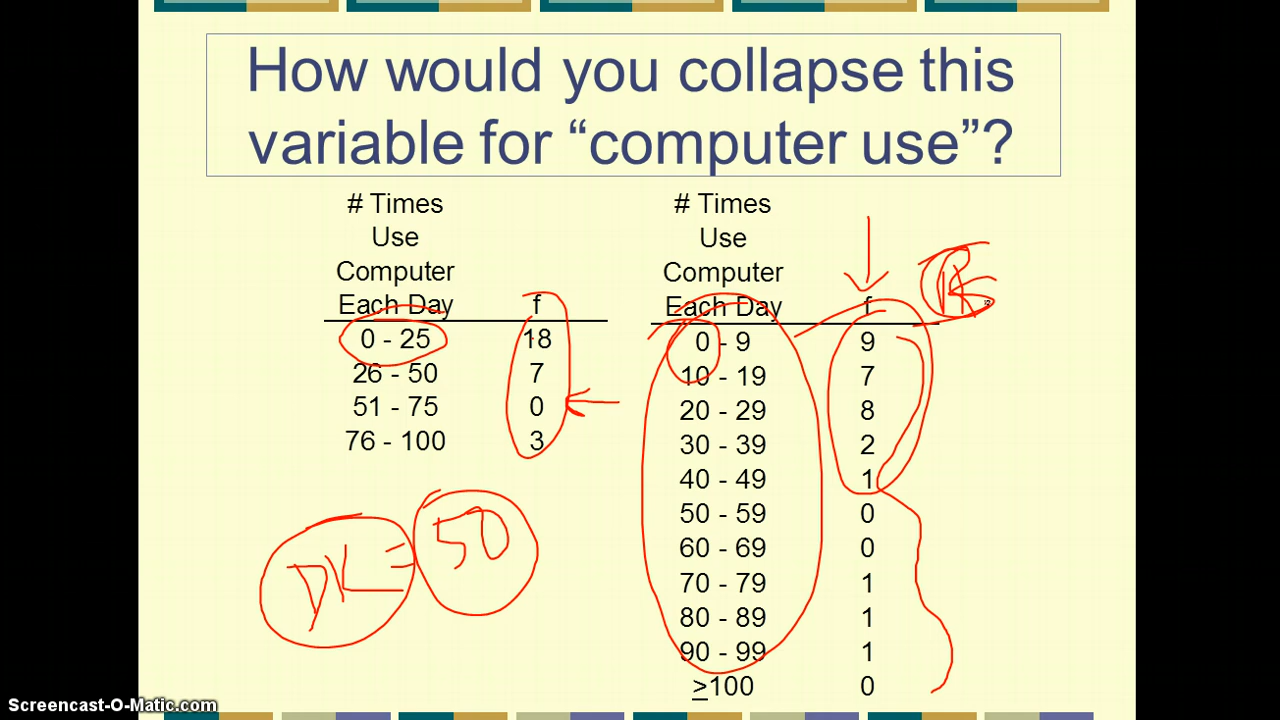 How would you collapse this
variable for “computer use”?
# Times
Use
Computer
Each Day f
0 - 25 18
26 - 50 7
51 - 75 0
76 - 100 3
# Times
Use
Computer
Each Day f
0 - 9 9
10 - 19 7
20 - 29 8
30 - 39 2
40 - 49 1
50 - 59 0
60 - 69 0
70 - 79 1
80 - 89 1
90 - 99 1
≥100 0
DK = 50
Screencast-O-Matic.com